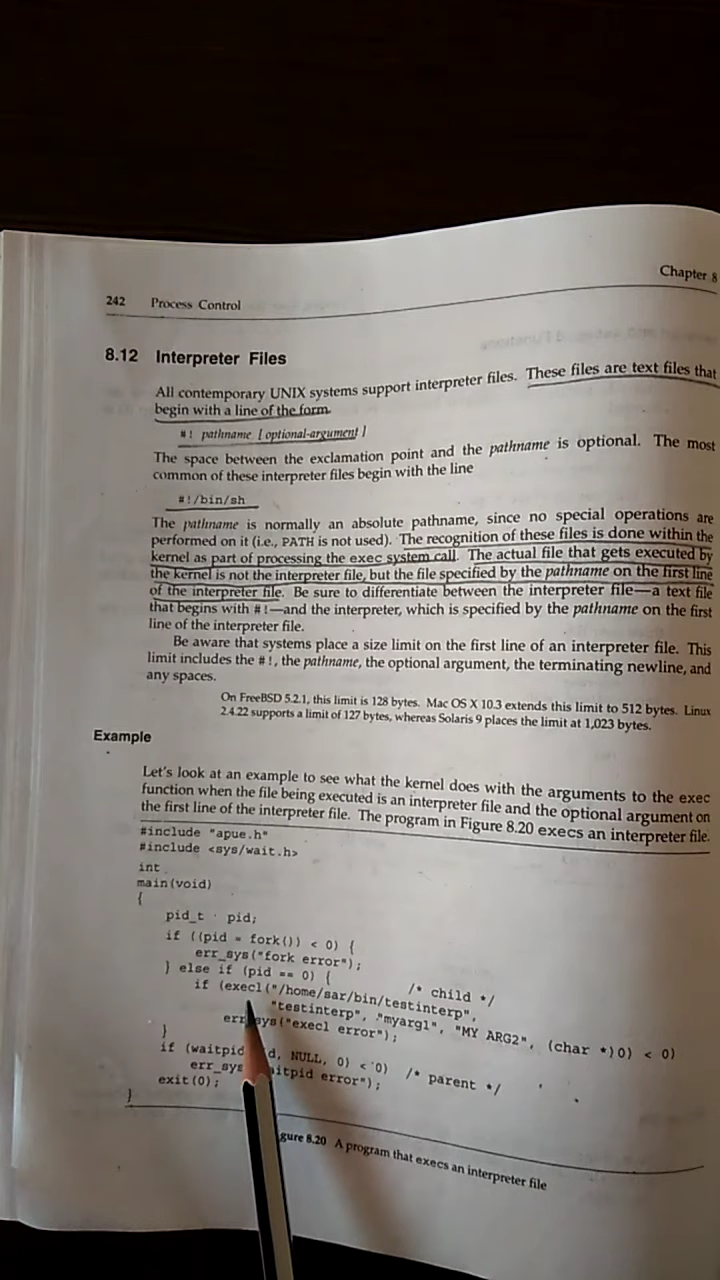 Chapter 8
242 Process Control
8.12 Interpreter Files
All contemporary UNIX systems support interpreter files. These files are text files that
begin with a line of the form
#! pathname [ optional-argument ]
The space between the exclamation point and the pathname is optional. The most
common of these interpreter files begin with the line
#!/bin/sh
The pathname is normally an absolute pathname, since no special operations are
performed on it (i.e., PATH is not used). The recognition of these files is done within the
kernel as part of processing the exec system call. The actual file that gets executed by
the kernel is not the interpreter file, but the file specified by the pathname on the first line
of the interpreter file. Be sure to differentiate between the interpreter file—a text file
that begins with #!—and the interpreter, which is specified by the pathname on the first
line of the interpreter file.
Be aware that systems place a size limit on the first line of an interpreter file. This
limit includes the #!, the pathname, the optional argument, the terminating newline, and
any spaces.
On FreeBSD 5.2.1, this limit is 128 bytes. Mac OS X 10.3 extends this limit to 512 bytes. Linux
2.4.22 supports a limit of 127 bytes, whereas Solaris 9 places the limit at 1,023 bytes.
Example
Let's look at an example to see what the kernel does with the arguments to the exec
function when the file being executed is an interpreter file and the optional argument on
the first line of the interpreter file. The program in Figure 8.20 execs an interpreter file.
#include "apue.h"
#include <sys/wait.h>
int
main(void)
{
pid_t pid;
if ((pid = fork()) < 0) {
err_sys("fork error");
} else if (pid == 0) { /* child */
if (execl("/home/sar/bin/testinterp",
"testinterp", "myarg1", "MY ARG2", (char *)0) < 0)
err sys("execl error");
}
if (waitpid d, NULL, 0) < 0) /* parent */
err_sys aitpid error");
exit(0);
}
gure 8.20 A program that execs an interpreter file